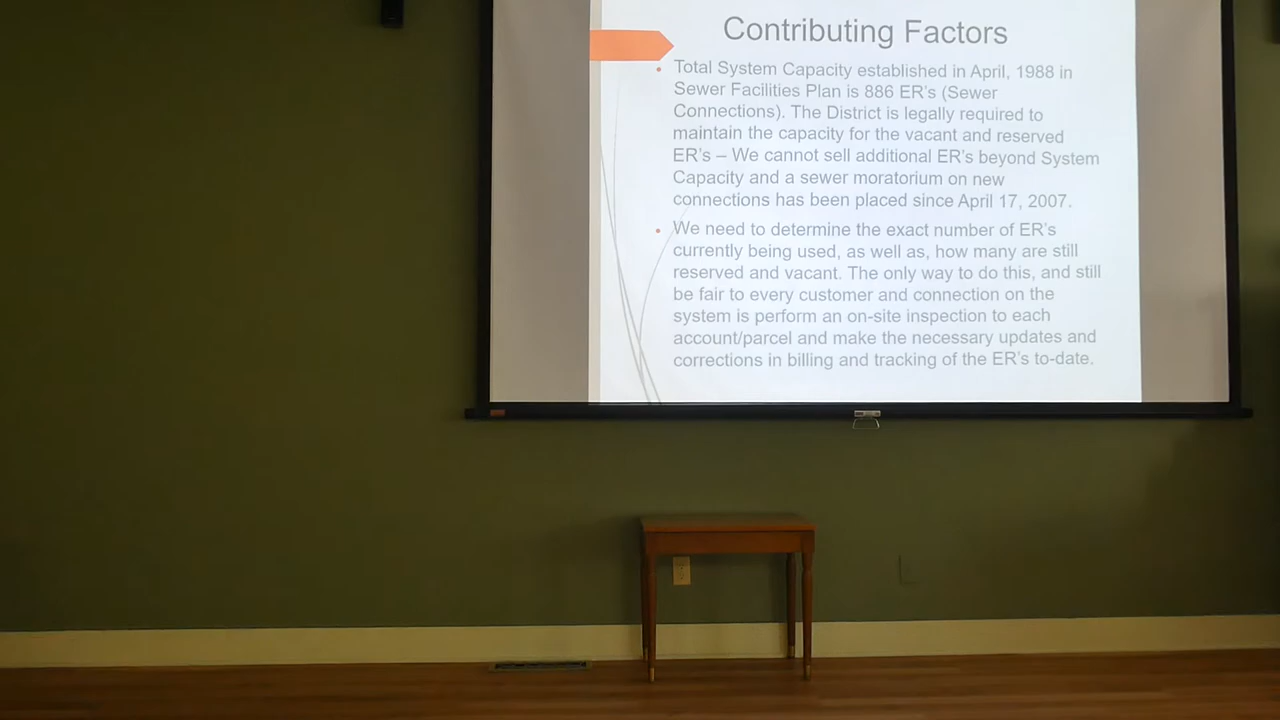 Contributing Factors
• Total System Capacity established in April, 1988 in
Sewer Facilities Plan is 886 ER's (Sewer
Connections). The District is legally required to
maintain the capacity for the vacant and reserved
ER's – We cannot sell additional ER's beyond System
Capacity and a sewer moratorium on new
connections has been placed since April 17, 2007.
• We need to determine the exact number of ER's
currently being used, as well as, how many are still
reserved and vacant. The only way to do this, and still
be fair to every customer and connection on the
system is perform an on-site inspection to each
account/parcel and make the necessary updates and
corrections in billing and tracking of the ER's to-date.